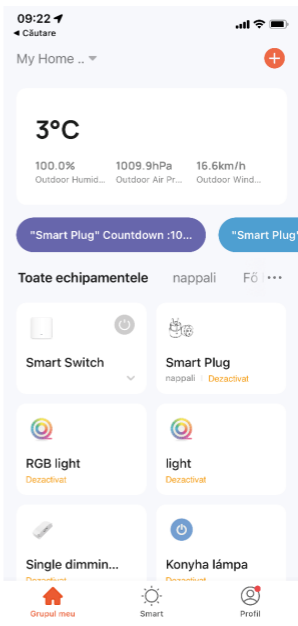 09:22
◀ Căutare
My Home ..
3°C
100.0% 1009.9hPa 16.6km/h
Outdoor Humid... Outdoor Air Pr... Outdoor Wind...
"Smart Plug" Countdown :10... "Smart Plug"
Toate echipamentele nappali Fő
Smart Switch Smart Plug
nappali Dezactivat
RGB light light
Dezactivat Dezactivat
Single dimmin... Konyha lámpa
Dezactivat Dezactivat
Grupul meu Smart Profil